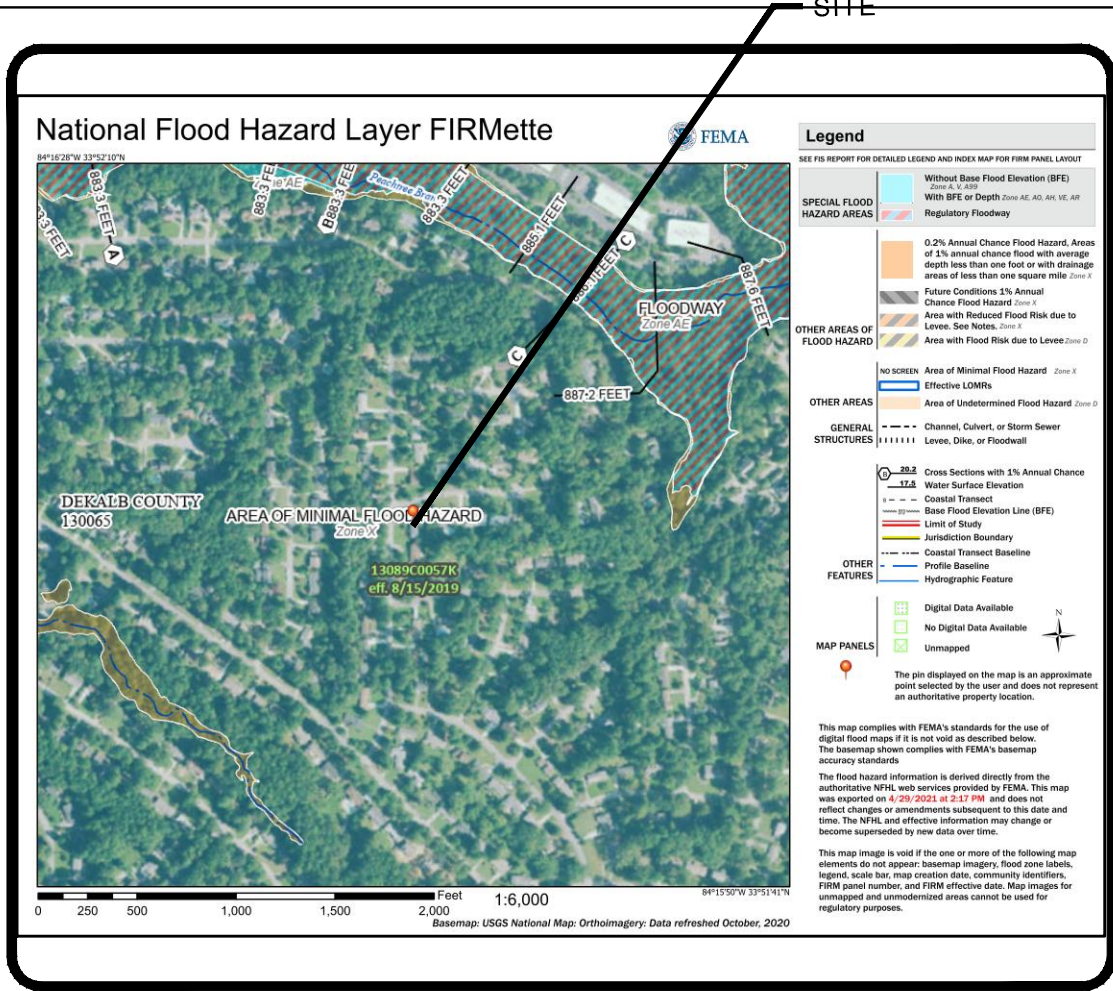 SITE
National Flood Hazard Layer FIRMette
FEMA
84°16'28"W 33°52'10"N
883.3 FEET
A
883.3 FEET
B
883.3 FEET
Peachtree
883.3 FEET
885.1 FEET
C
FEET
887.6 FEET
FLOODWAY
Zone AE
C
887.2 FEET
DEKALB COUNTY
130065
AREA OF MINIMAL FLOOD HAZARD
Zone X
13089C0057K
eff. 8/15/2019
0 250 500 1,000 1,500 2,000
Feet
1:6,000
84°15'50"W 33°51'41"N
Basemap: USGS National Map: Orthoimagery: Data refreshed October, 2020
Legend
SEE FIS REPORT FOR DETAILED LEGEND AND INDEX MAP FOR FIRM PANEL LAYOUT
SPECIAL FLOOD
HAZARD AREAS
Without Base Flood Elevation (BFE)
Zone A, V, A99
With BFE or Depth Zone AE, AO, AH, VE, AR
Regulatory Floodway
OTHER AREAS OF
FLOOD HAZARD
0.2% Annual Chance Flood Hazard, Areas
of 1% annual chance flood with average
depth less than one foot or with drainage
areas of less than one square mile Zone X
Future Conditions 1% Annual
Chance Flood Hazard Zone X
Area with Reduced Flood Risk due to
Levee. See Notes. Zone X
Area with Flood Risk due to Levee Zone D
OTHER AREAS
NO SCREEN Area of Minimal Flood Hazard Zone X
Effective LOMRs
Area of Undetermined Flood Hazard Zone D
GENERAL
STRUCTURES
Channel, Culvert, or Storm Sewer
Levee, Dike, or Floodwall
OTHER
FEATURES
B 20.2 Cross Sections with 1% Annual Chance
17.5 Water Surface Elevation
8 Coastal Transect
Base Flood Elevation Line (BFE)
Limit of Study
Jurisdiction Boundary
Coastal Transect Baseline
Profile Baseline
Hydrographic Feature
MAP PANELS
Digital Data Available
No Digital Data Available
Unmapped
N
The pin displayed on the map is an approximate
point selected by the user and does not represent
an authoritative property location.
This map complies with FEMA's standards for the use of
digital flood maps if it is not void as described below.
The basemap shown complies with FEMA's basemap
accuracy standards
The flood hazard information is derived directly from the
authoritative NFHL web services provided by FEMA. This map
was exported on 4/29/2021 at 2:17 PM and does not
reflect changes or amendments subsequent to this date and
time. The NFHL and effective information may change or
become superseded by new data over time.
This map image is void if the one or more of the following map
elements do not appear: basemap imagery, flood zone labels,
legend, scale bar, map creation date, community identifiers,
FIRM panel number, and FIRM effective date. Map images for
unmapped and unmodernized areas cannot be used for
regulatory purposes.